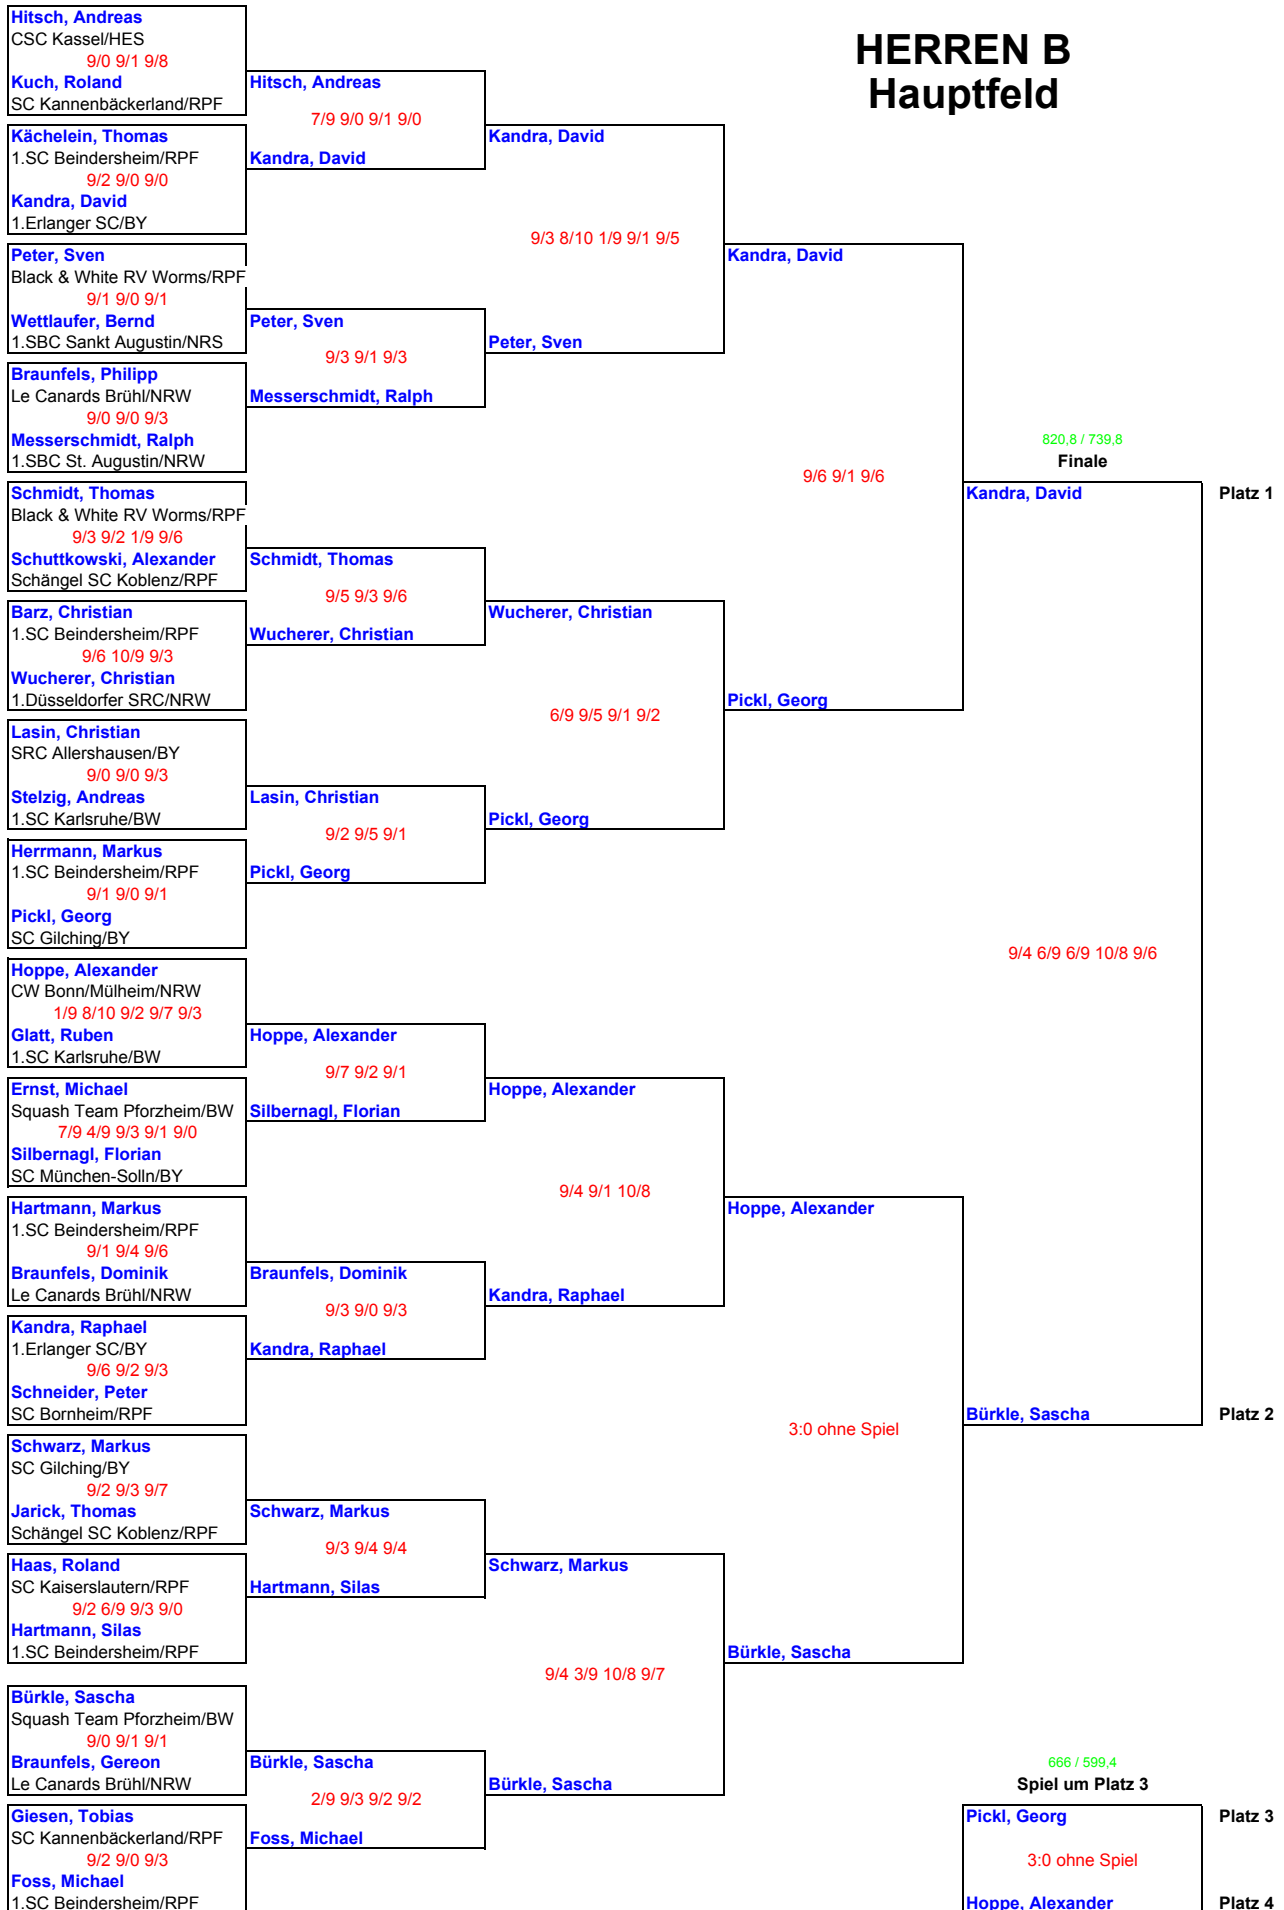 HERREN B
Hauptfeld
Hitsch, Andreas
CSC Kassel/HES
9/0 9/1 9/8
Kuch, Roland
SC Kannenbäckerland/RPF
Kächelein, Thomas
1.SC Beindersheim/RPF
9/2 9/0 9/0
Kandra, David
1.Erlanger SC/BY
Peter, Sven
Black & White RV Worms/RPF
9/1 9/0 9/1
Wettlaufer, Bernd
1.SBC Sankt Augustin/NRS
Braunfels, Philipp
Le Canards Brühl/NRW
9/0 9/0 9/3
Messerschmidt, Ralph
1.SBC St. Augustin/NRW
Schmidt, Thomas
Black & White RV Worms/RPF
9/3 9/2 1/9 9/6
Schuttkowski, Alexander
Schängel SC Koblenz/RPF
Barz, Christian
1.SC Beindersheim/RPF
9/6 10/9 9/3
Wucherer, Christian
1.Düsseldorfer SRC/NRW
Lasin, Christian
SRC Allershausen/BY
9/0 9/0 9/3
Stelzig, Andreas
1.SC Karlsruhe/BW
Herrmann, Markus
1.SC Beindersheim/RPF
9/1 9/0 9/1
Pickl, Georg
SC Gilching/BY
Hoppe, Alexander
CW Bonn/Mülheim/NRW
1/9 8/10 9/2 9/7 9/3
Glatt, Ruben
1.SC Karlsruhe/BW
Ernst, Michael
Squash Team Pforzheim/BW
7/9 4/9 9/3 9/1 9/0
Silbernagl, Florian
SC München-Solln/BY
Hartmann, Markus
1.SC Beindersheim/RPF
9/1 9/4 9/6
Braunfels, Dominik
Le Canards Brühl/NRW
Kandra, Raphael
1.Erlanger SC/BY
9/6 9/2 9/3
Schneider, Peter
SC Bornheim/RPF
Schwarz, Markus
SC Gilching/BY
9/2 9/3 9/7
Jarick, Thomas
Schängel SC Koblenz/RPF
Haas, Roland
SC Kaiserslautern/RPF
9/2 6/9 9/3 9/0
Hartmann, Silas
1.SC Beindersheim/RPF
Bürkle, Sascha
Squash Team Pforzheim/BW
9/0 9/1 9/1
Braunfels, Gereon
Le Canards Brühl/NRW
Giesen, Tobias
SC Kannenbäckerland/RPF
9/2 9/0 9/3
Foss, Michael
1.SC Beindersheim/RPF
Hitsch, Andreas
7/9 9/0 9/1 9/0
Kandra, David
Peter, Sven
9/3 9/1 9/3
Messerschmidt, Ralph
Schmidt, Thomas
9/5 9/3 9/6
Wucherer, Christian
Lasin, Christian
9/2 9/5 9/1
Pickl, Georg
Hoppe, Alexander
9/7 9/2 9/1
Silbernagl, Florian
Braunfels, Dominik
9/3 9/0 9/3
Kandra, Raphael
Schwarz, Markus
9/3 9/4 9/4
Hartmann, Silas
Bürkle, Sascha
2/9 9/3 9/2 9/2
Foss, Michael
Kandra, David
9/3 8/10 1/9 9/1 9/5
Peter, Sven
Wucherer, Christian
6/9 9/5 9/1 9/2
Pickl, Georg
Hoppe, Alexander
9/4 9/1 10/8
Kandra, Raphael
Schwarz, Markus
9/4 3/9 10/8 9/7
Bürkle, Sascha
Kandra, David
9/6 9/1 9/6
Pickl, Georg
Hoppe, Alexander
3:0 ohne Spiel
Bürkle, Sascha
820,8 / 739,8
Finale
Kandra, David Platz 1
9/4 6/9 6/9 10/8 9/6
Bürkle, Sascha Platz 2
666 / 599,4
Spiel um Platz 3
Pickl, Georg Platz 3
3:0 ohne Spiel
Hoppe, Alexander Platz 4